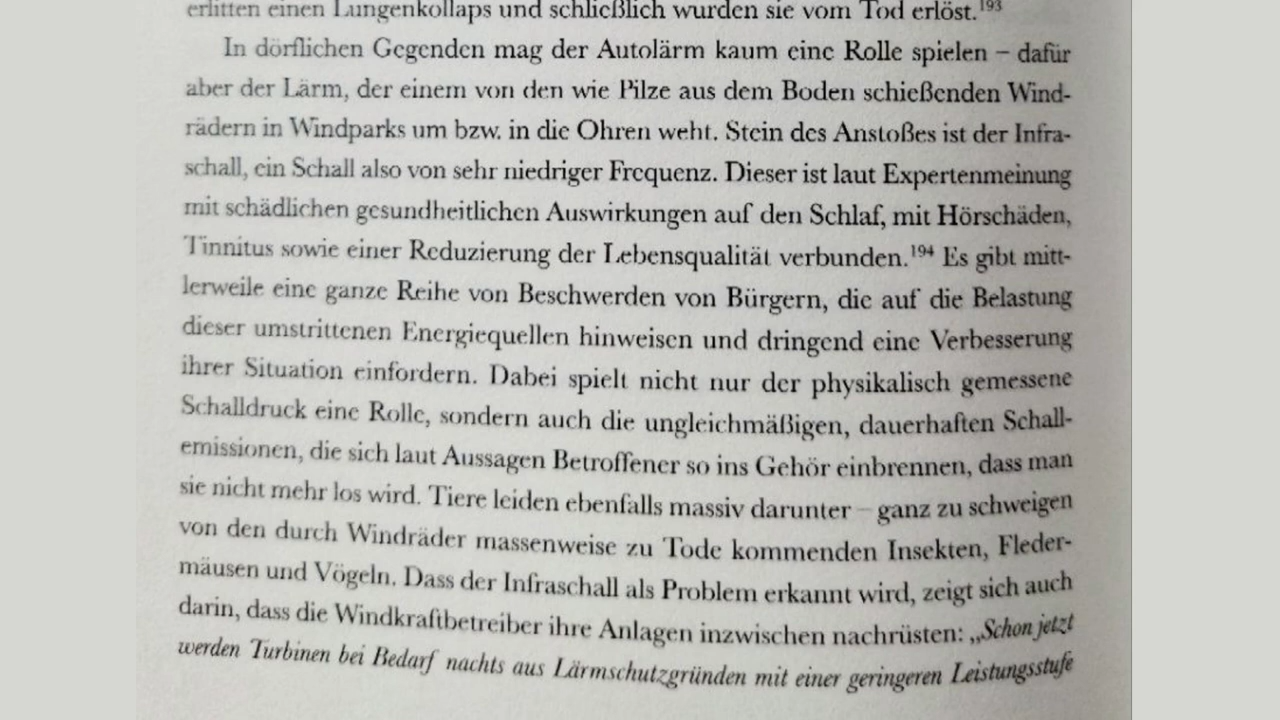 erlitten einen Lungenkollaps und schließlich wurden sie vom Tod erlöst.¹⁹³
In dörflichen Gegenden mag der Autolärm kaum eine Rolle spielen – dafür
aber der Lärm, der einem von den wie Pilze aus dem Boden schießenden Wind-
rädern in Windparks um bzw. in die Ohren weht. Stein des Anstoßes ist der Infra-
schall, ein Schall also von sehr niedriger Frequenz. Dieser ist laut Expertenmeinung
mit schädlichen gesundheitlichen Auswirkungen auf den Schlaf, mit Hörschäden,
Tinnitus sowie einer Reduzierung der Lebensqualität verbunden.¹⁹⁴ Es gibt mitt-
lerweile eine ganze Reihe von Beschwerden von Bürgern, die auf die Belastung
dieser umstrittenen Energiequellen hinweisen und dringend eine Verbesserung
ihrer Situation einfordern. Dabei spielt nicht nur der physikalisch gemessene
Schalldruck eine Rolle, sondern auch die ungleichmäßigen, dauerhaften Schall-
emissionen, die sich laut Aussagen Betroffener so ins Gehör einbrennen, dass man
sie nicht mehr los wird. Tiere leiden ebenfalls massiv darunter – ganz zu schweigen
von den durch Windräder massenweise zu Tode kommenden Insekten, Fleder-
mäusen und Vögeln. Dass der Infraschall als Problem erkannt wird, zeigt sich auch
darin, dass die Windkraftbetreiber ihre Anlagen inzwischen nachrüsten: „Schon jetzt
werden Turbinen bei Bedarf nachts aus Lärmschutzgründen mit einer geringeren Leistungsstufe